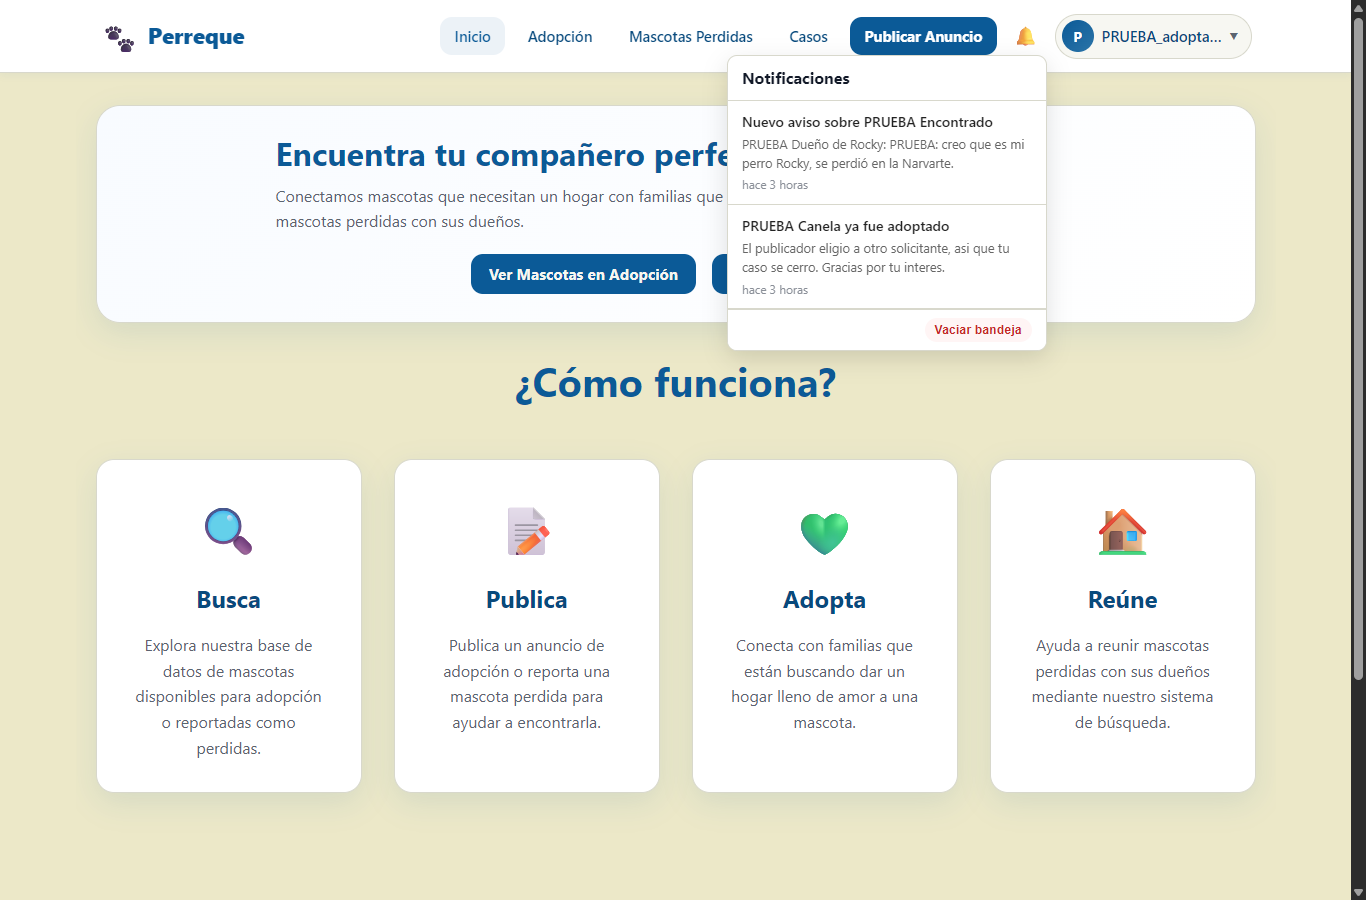 Perreque
Inicio
Adopción
Mascotas Perdidas
Casos
Publicar Anuncio
P
PRUEBA_adopta...
Notificaciones
Nuevo aviso sobre PRUEBA Encontrado
PRUEBA Dueño de Rocky: PRUEBA: creo que es mi
perro Rocky, se perdió en la Narvarte.
hace 3 horas
PRUEBA Canela ya fue adoptado
El publicador eligio a otro solicitante, asi que tu
caso se cerro. Gracias por tu interes.
hace 3 horas
Vaciar bandeja
Encuentra tu compañero
Conectamos mascotas que necesitan un hogar con familias que
mascotas perdidas con sus dueños.
Ver Mascotas en Adopción
¿Cómo funciona?
Busca
Explora nuestra base de
datos de mascotas
disponibles para adopción
o reportadas como
perdidas.
Publica
Publica un anuncio de
adopción o reporta una
mascota perdida para
ayudar a encontrarla.
Adopta
Conecta con familias que
están buscando dar un
hogar lleno de amor a una
mascota.
Reúne
Ayuda a reunir mascotas
perdidas con sus dueños
mediante nuestro sistema
de búsqueda.